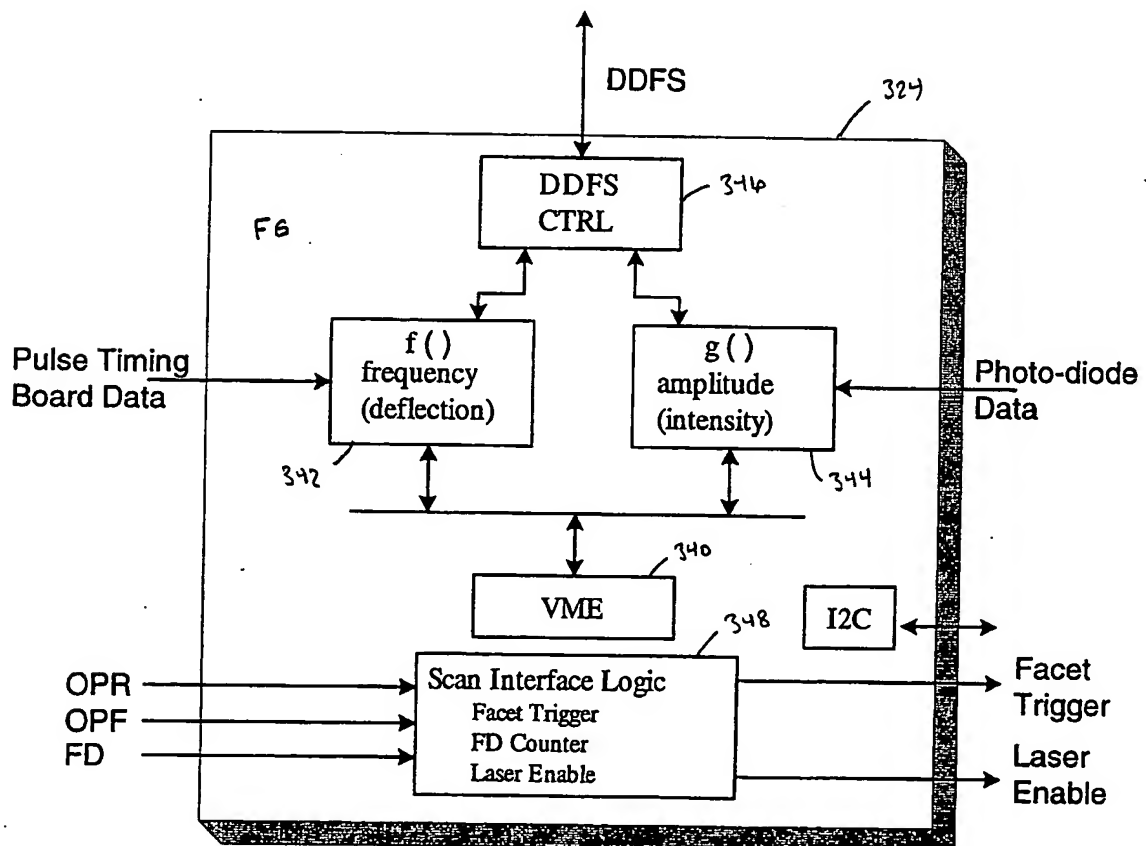 DDFS
324
DDFS
CTRL
346
FG
f ( )
frequency
(deflection)
g ( )
amplitude
(intensity)
Pulse Timing
Board Data
Photo-diode
Data
342
344
340
VME
I2C
348
OPR
OPF
FD
Scan Interface Logic
Facet Trigger
FD Counter
Laser Enable
Facet
Trigger
Laser
Enable